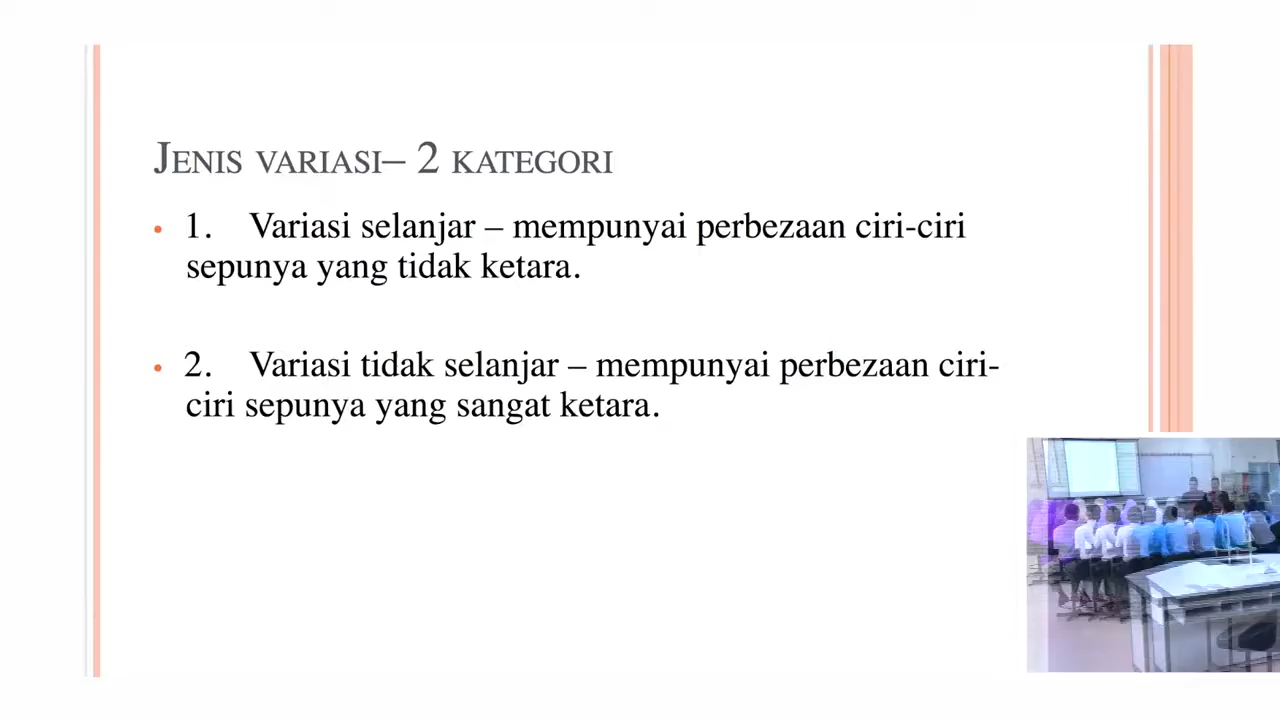 JENIS VARIASI– 2 KATEGORI
• 1. Variasi selanjar – mempunyai perbezaan ciri-ciri
sepunya yang tidak ketara.
• 2. Variasi tidak selanjar – mempunyai perbezaan ciri-
ciri sepunya yang sangat ketara.